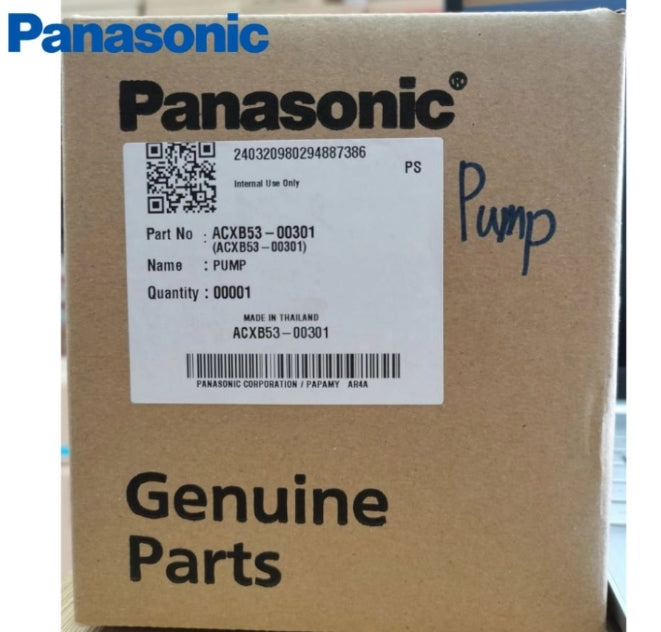 Panasonic
Panasonic®
240320980294887386
PS
Internal Use Only
Pump
Part No : ACXB53-00301
(ACXB53-00301)
Name : PUMP
Quantity : 00001
MADE IN THAILAND
ACXB53-00301
PANASONIC CORPORATION / PAPAMY AR4A
Genuine
Parts